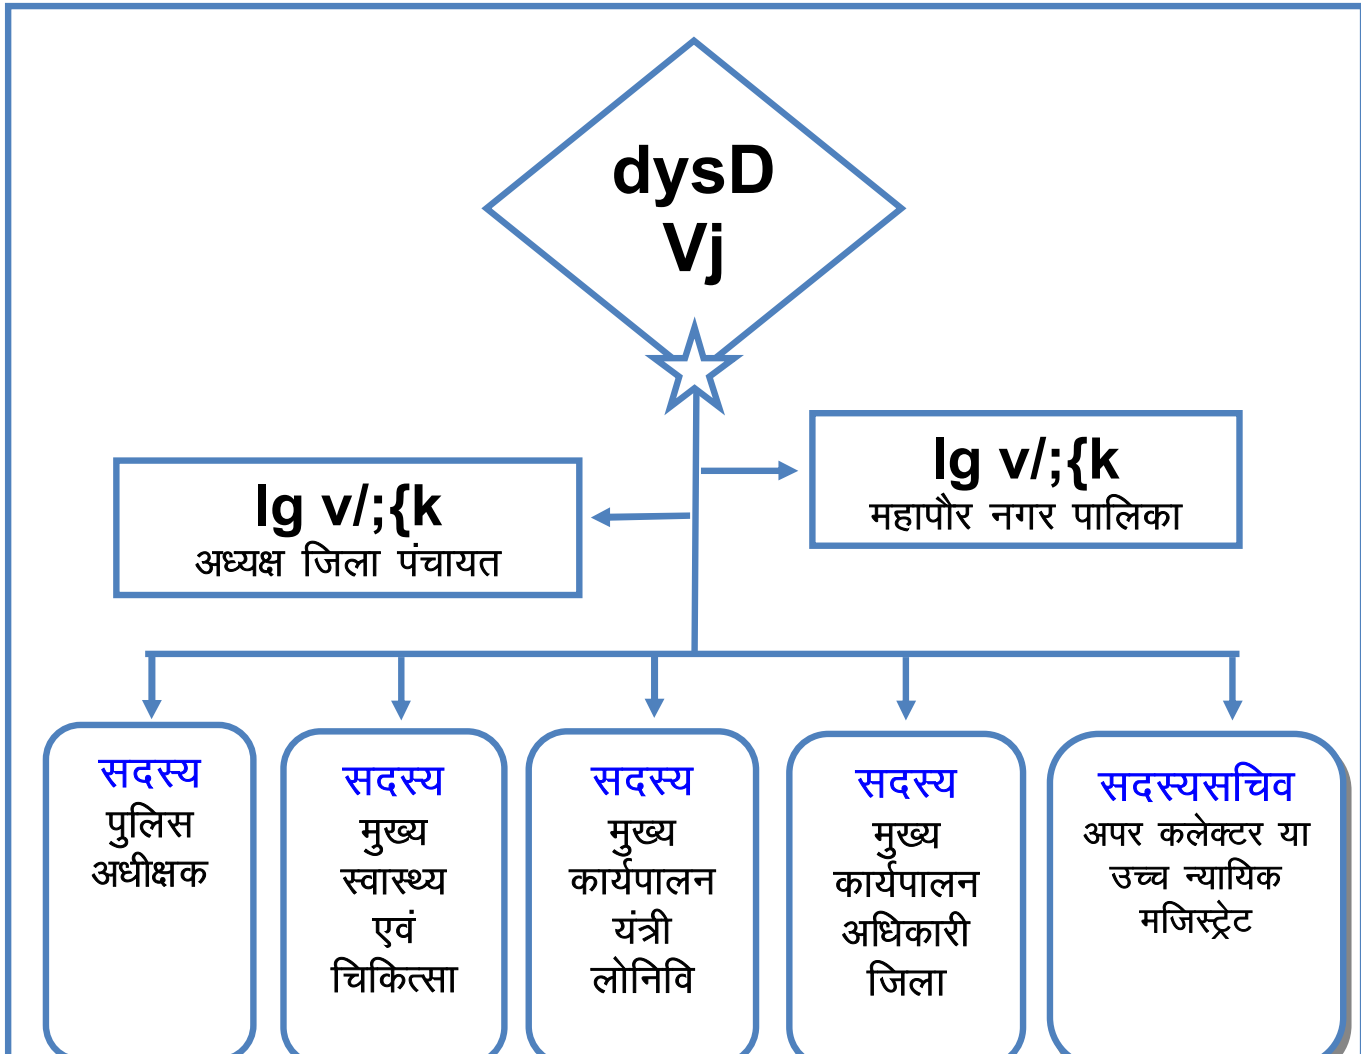 dysD
Vj
lg v/;{k
महापौर नगर पालिका
lg v/;{k
अध्यक्ष जिला पंचायत
सदस्य
पुलिस
अधीक्षक
सदस्य
मुख्य
स्वास्थ्य
एवं
चिकित्सा
सदस्य
मुख्य
कार्यपालन
यंत्री
लोनिवि
सदस्य
मुख्य
कार्यपालन
अधिकारी
जिला
सदस्यसचिव
अपर कलेक्टर या
उच्च न्यायिक
मजिस्ट्रेट